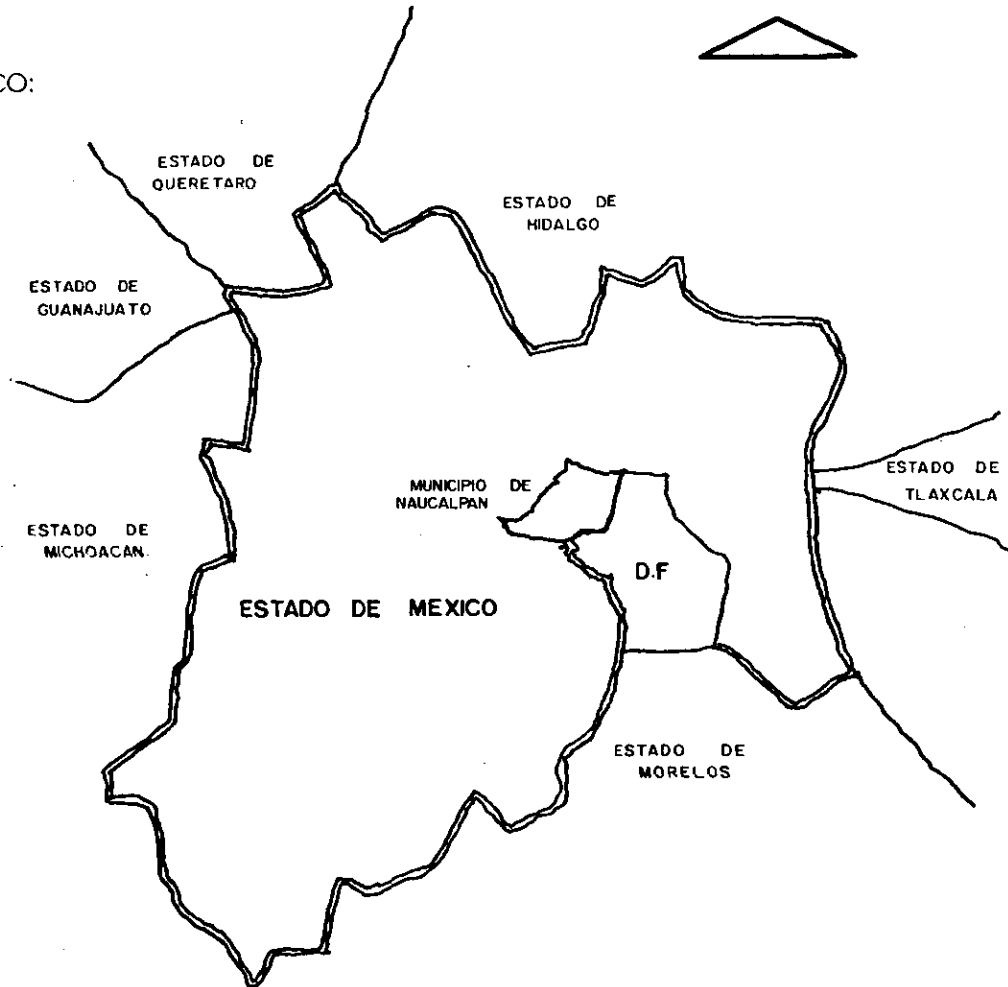 CO:
ESTADO DE
QUERETARO
ESTADO DE
HIDALGO
ESTADO DE
GUANAJUATO
ESTADO DE
TLAXCALA
MUNICIPIO DE
NAUCALPAN
ESTADO DE
MICHOACAN.
D.F
ESTADO DE MEXICO
ESTADO DE
MORELOS